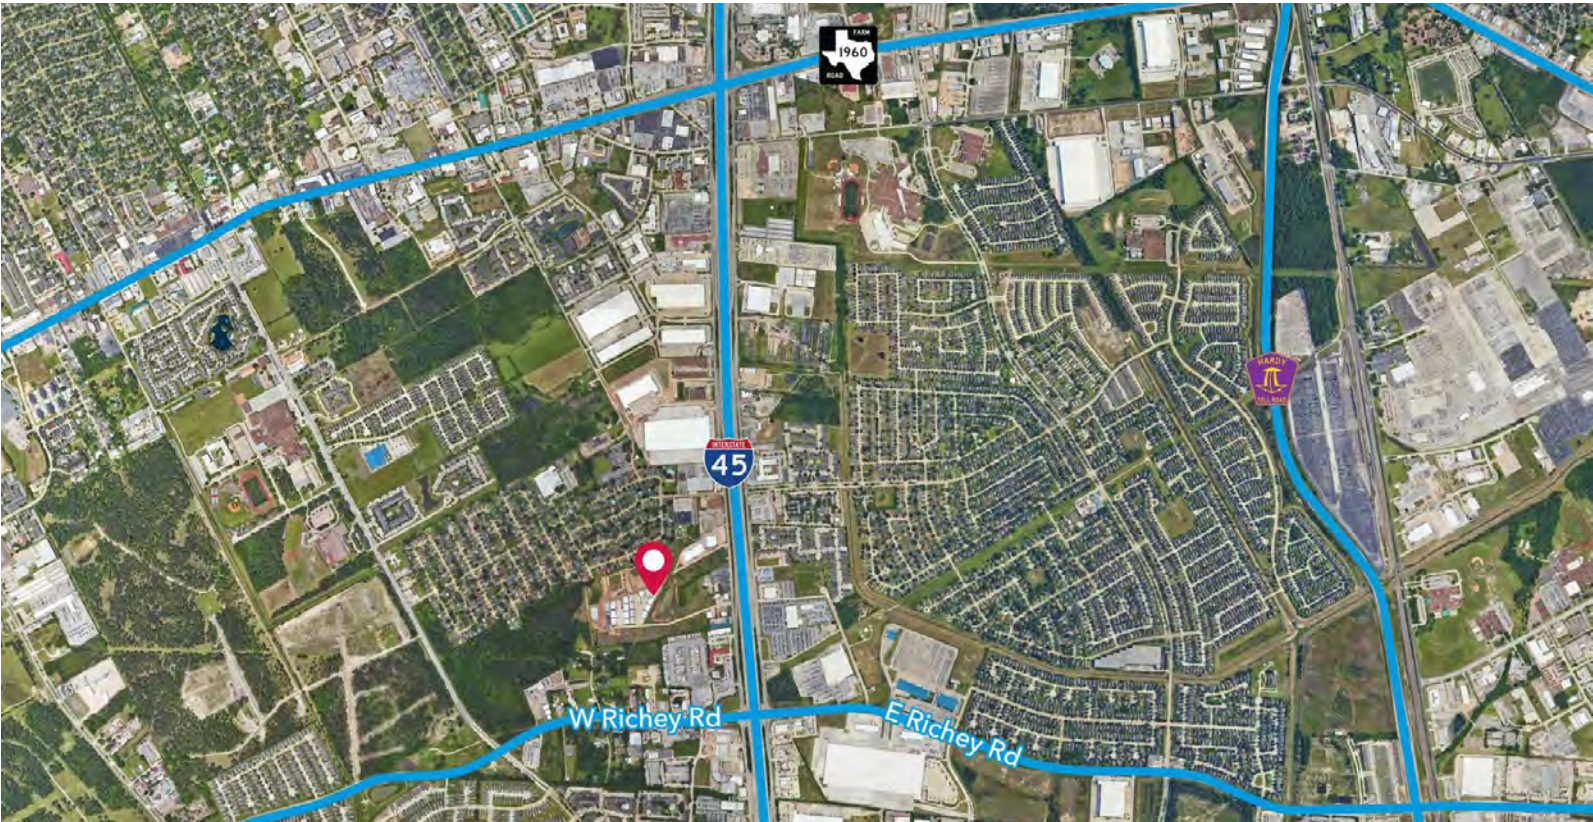 FARM
1960
ROAD
HARDY
TOLL ROAD
INTERSTATE
45
W Richey Rd
E Richey Rd